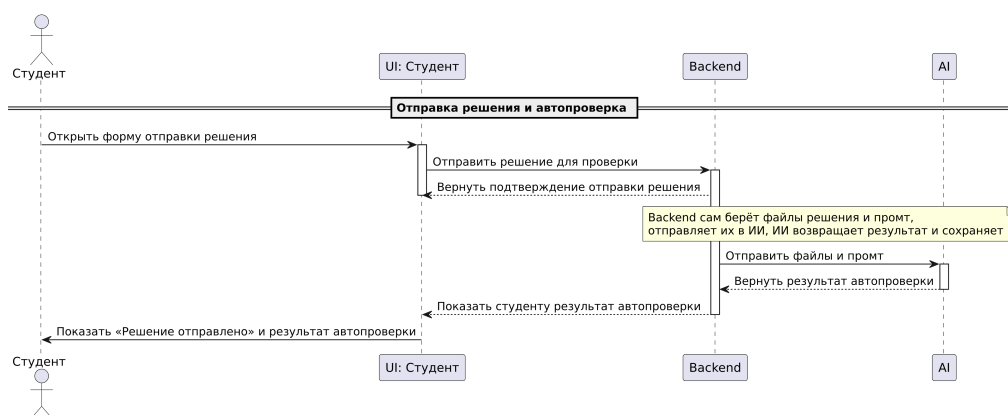 Студент
UI: Студент
Backend
AI
Отправка решения и автопроверка
Открыть форму отправки решения
Отправить решение для проверки
Вернуть подтверждение отправки решения
Backend сам берёт файлы решения и промт,
отправляет их в ИИ, ИИ возвращает результат и сохраняет
Отправить файлы и промт
Вернуть результат автопроверки
Показать студенту результат автопроверки
Показать «Решение отправлено» и результат автопроверки
Студент
UI: Студент
Backend
AI